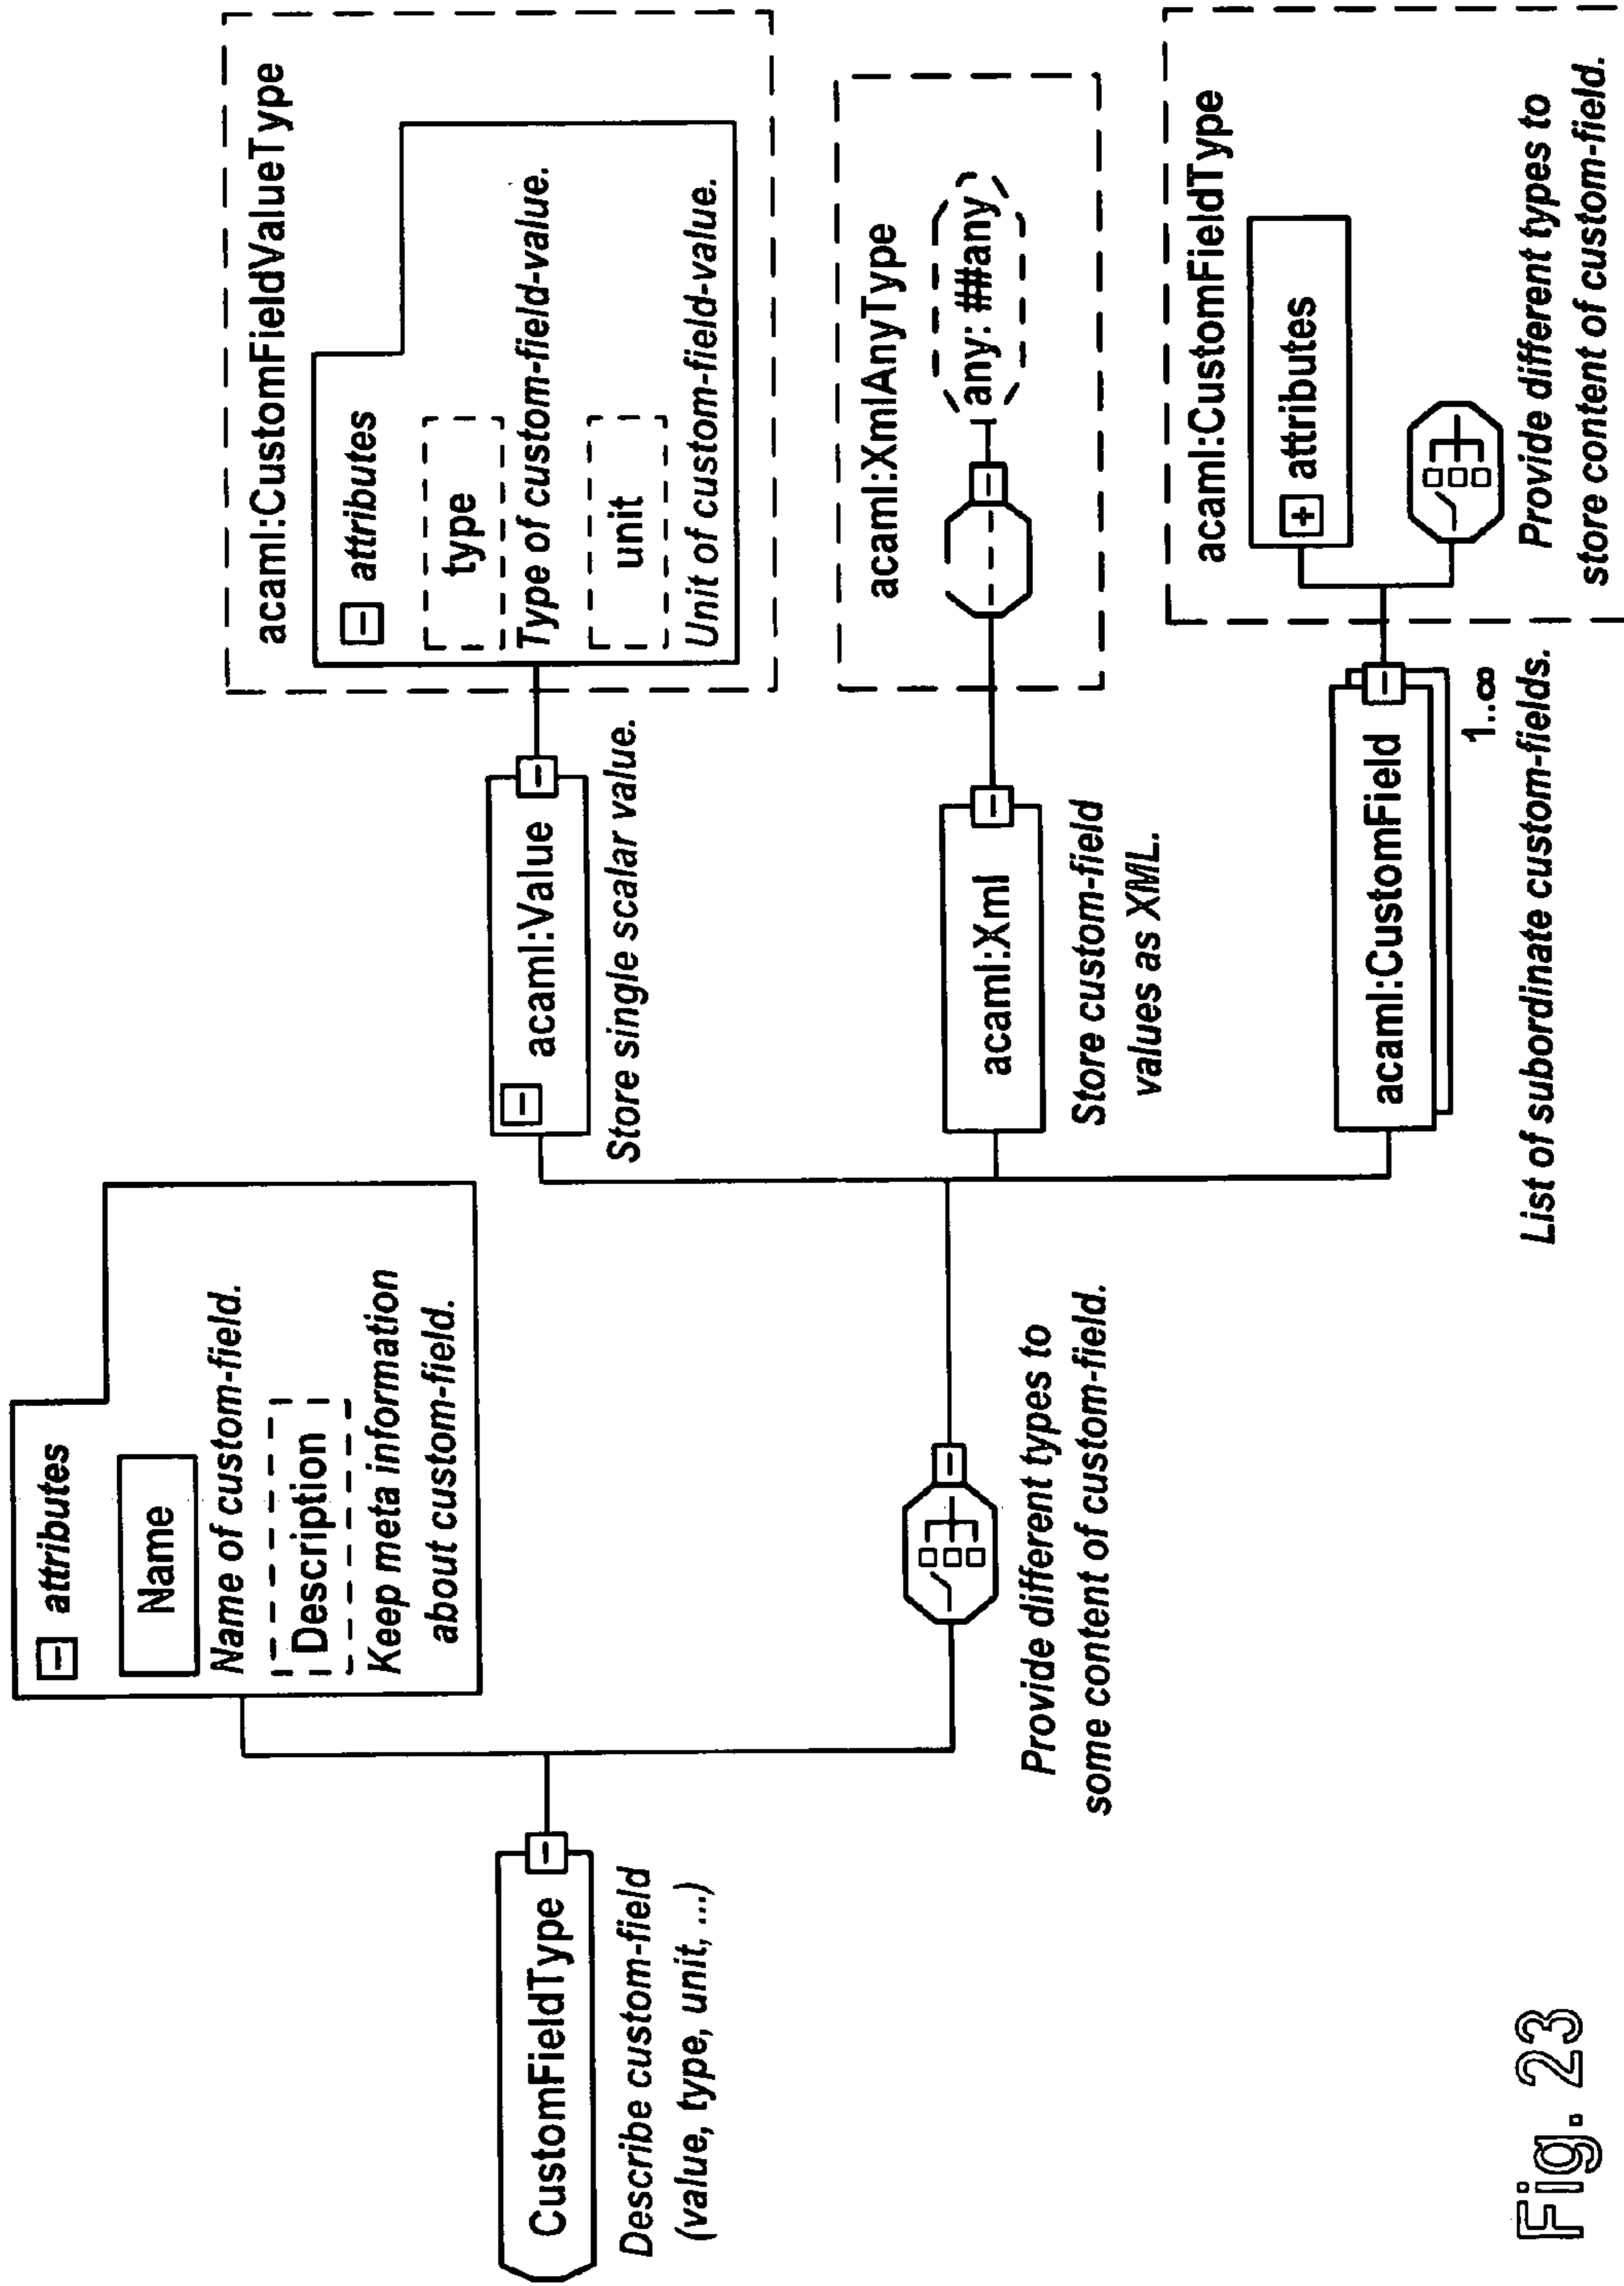 CustomFieldType
Describe custom-field
(value, type, unit, ...)
attributes
Name
Name of custom-field.
Description
Keep meta information
about custom-field.
Provide different types to
some content of custom-field.
acaml:Value
Store single scalar value.
acaml:CustomFieldValueType
attributes
type
Type of custom-field-value.
unit
Unit of custom-field-value.
acaml:Xml
Store custom-field
values as XML.
acaml:XmlAnyType
any: ##any
acaml:CustomField
1..∞
List of subordinate custom-fields.
acaml:CustomFieldType
attributes
Provide different types to
store content of custom-field.
Fig. 23